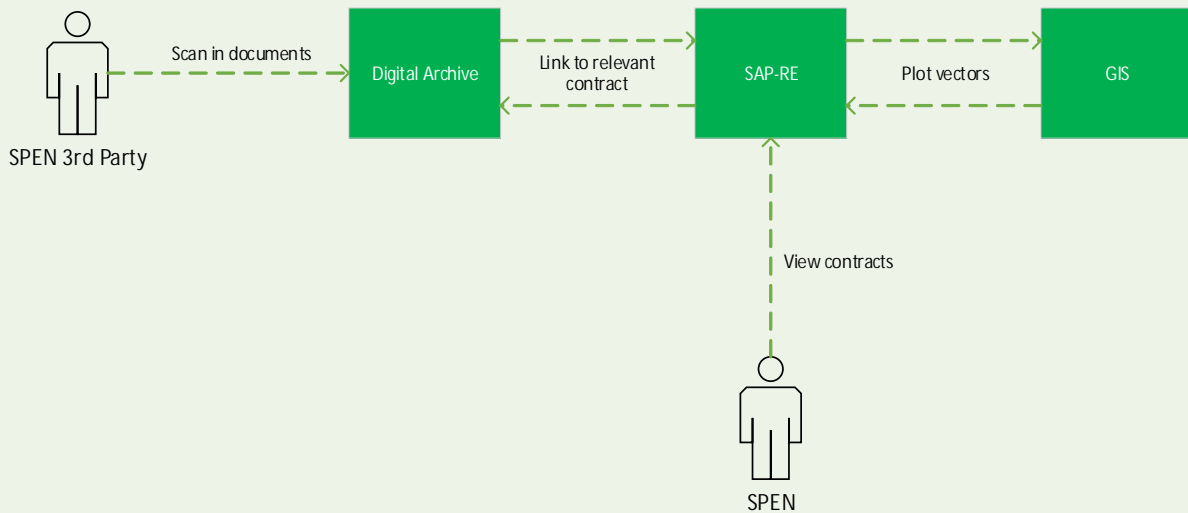 Scan in documents
Digital Archive
Link to relevant
contract
SAP-RE
Plot vectors
GIS
SPEN 3rd Party
View contracts
SPEN